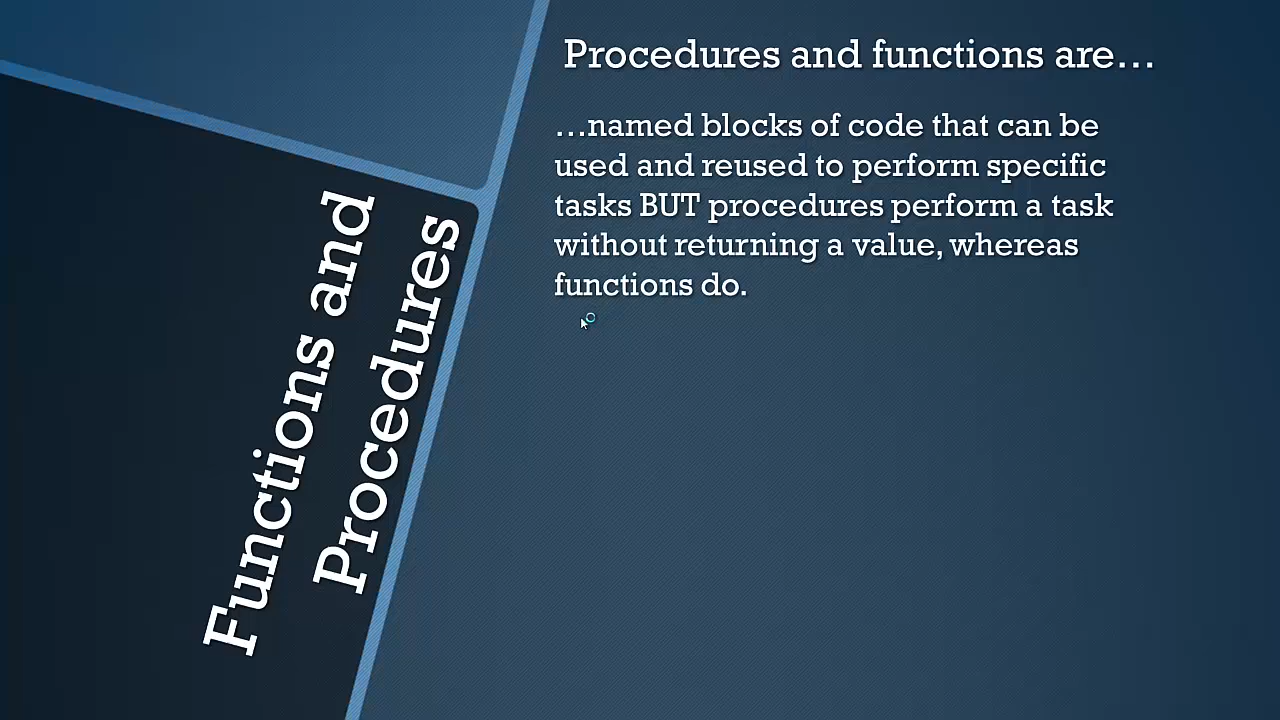 Functions and
Procedures
Procedures and functions are…
…named blocks of code that can be
used and reused to perform specific
tasks BUT procedures perform a task
without returning a value, whereas
functions do.